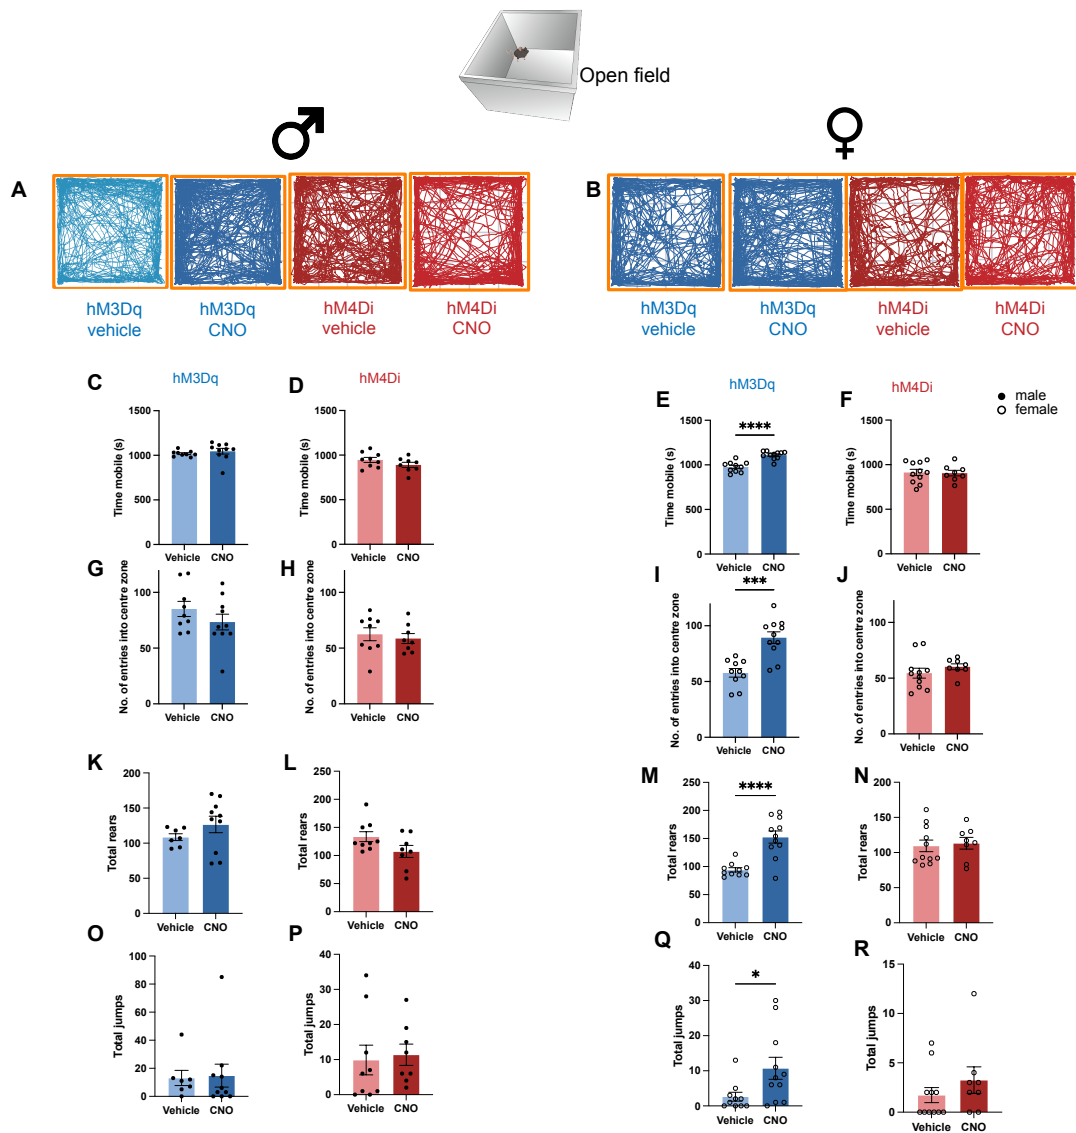 Open field
A
B
hM3Dq
vehicle
hM3Dq
CNO
hM4Di
vehicle
hM4Di
CNO
hM3Dq
vehicle
hM3Dq
CNO
hM4Di
vehicle
hM4Di
CNO
C
hM3Dq
D
hM4Di
E
hM3Dq
F
hM4Di
● male
○ female
Time mobile (s)
1500
1000
500
0
Vehicle CNO
Time mobile (s)
1500
1000
500
0
Vehicle CNO
Time mobile (s)
1500
1000
500
0
****
Vehicle CNO
Time mobile (s)
1500
1000
500
0
Vehicle CNO
G
No. of entries into centre zone
100
50
0
Vehicle CNO
H
No. of entries into centre zone
100
50
0
Vehicle CNO
I
No. of entries into centre zone
100
50
0
***
Vehicle CNO
J
No. of entries into centre zone
100
50
0
Vehicle CNO
K
Total rears
200
150
100
50
0
Vehicle CNO
L
Total rears
250
200
150
100
50
0
Vehicle CNO
M
Total rears
250
200
150
100
50
0
****
Vehicle CNO
N
Total rears
200
150
100
50
0
Vehicle CNO
O
Total jumps
100
80
60
40
20
0
Vehicle CNO
P
Total jumps
40
30
20
10
0
Vehicle CNO
Q
Total jumps
40
30
20
10
0
*
Vehicle CNO
R
Total jumps
15
10
5
0
Vehicle CNO